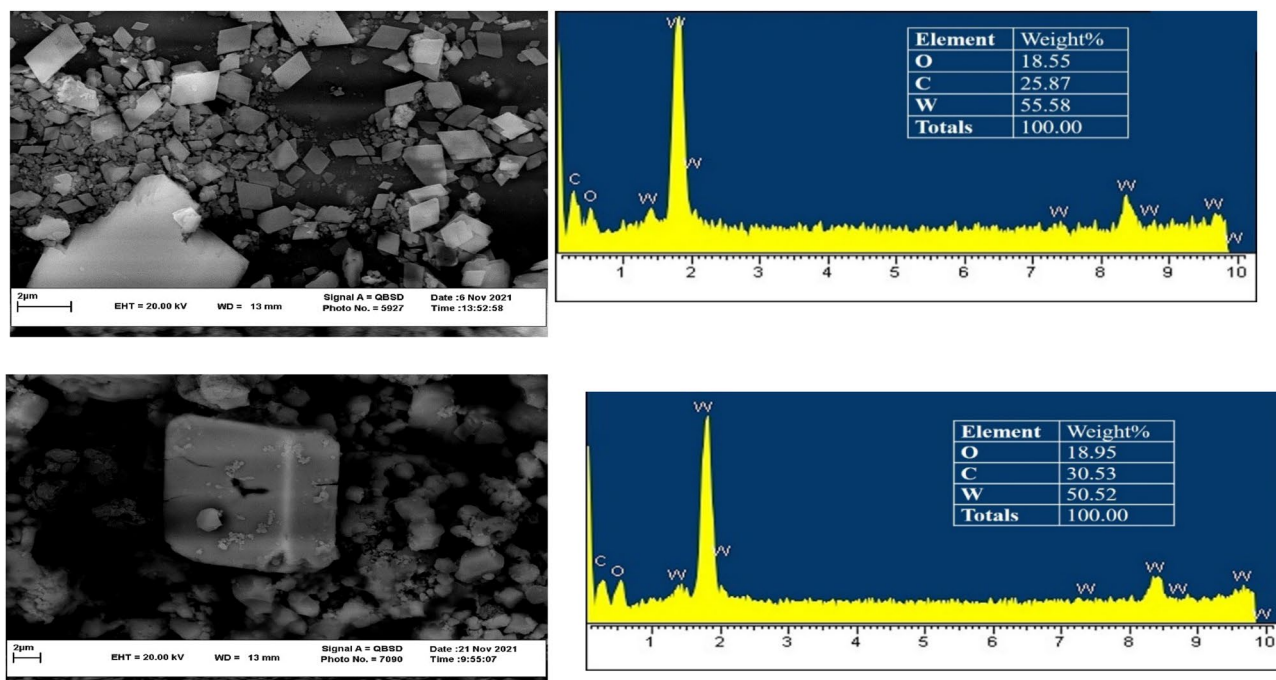 2µm
EHT = 20.00 kV
WD = 13 mm
Signal A = QBSD
Photo No. = 5927
Date :6 Nov 2021
Time :13:52:58
W
Element Weight%
O 18.55
C 25.87
W 55.58
Totals 100.00
W
C
O
W
W
W
W
W
W
1 2 3 4 5 6 7 8 9 10
2µm
EHT = 20.00 kV
WD = 13 mm
Signal A = QBSD
Photo No. = 7090
Date :21 Nov 2021
Time :9:55:07
W
Element Weight%
O 18.95
C 30.53
W 50.52
Totals 100.00
W
C
O
W
W
W
W
W
W
1 2 3 4 5 6 7 8 9 10